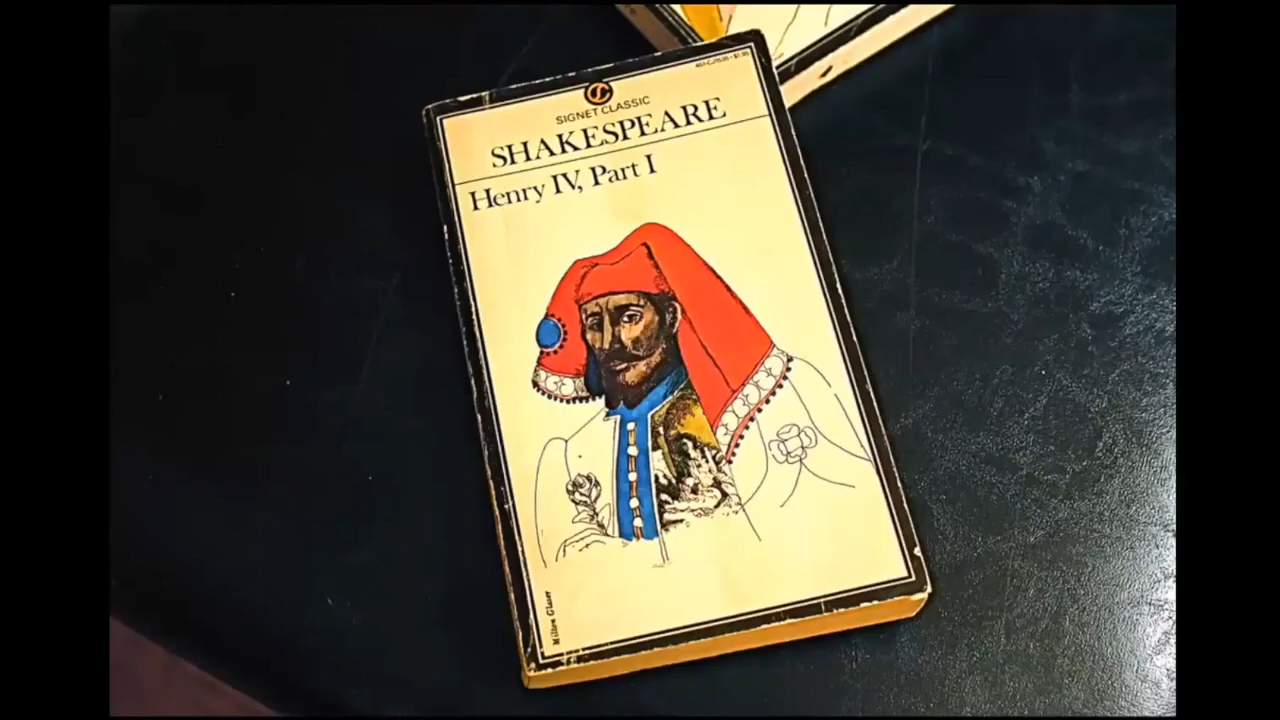 SIGNET CLASSIC
SHAKESPEARE
Henry IV, Part I
Milton Glaser